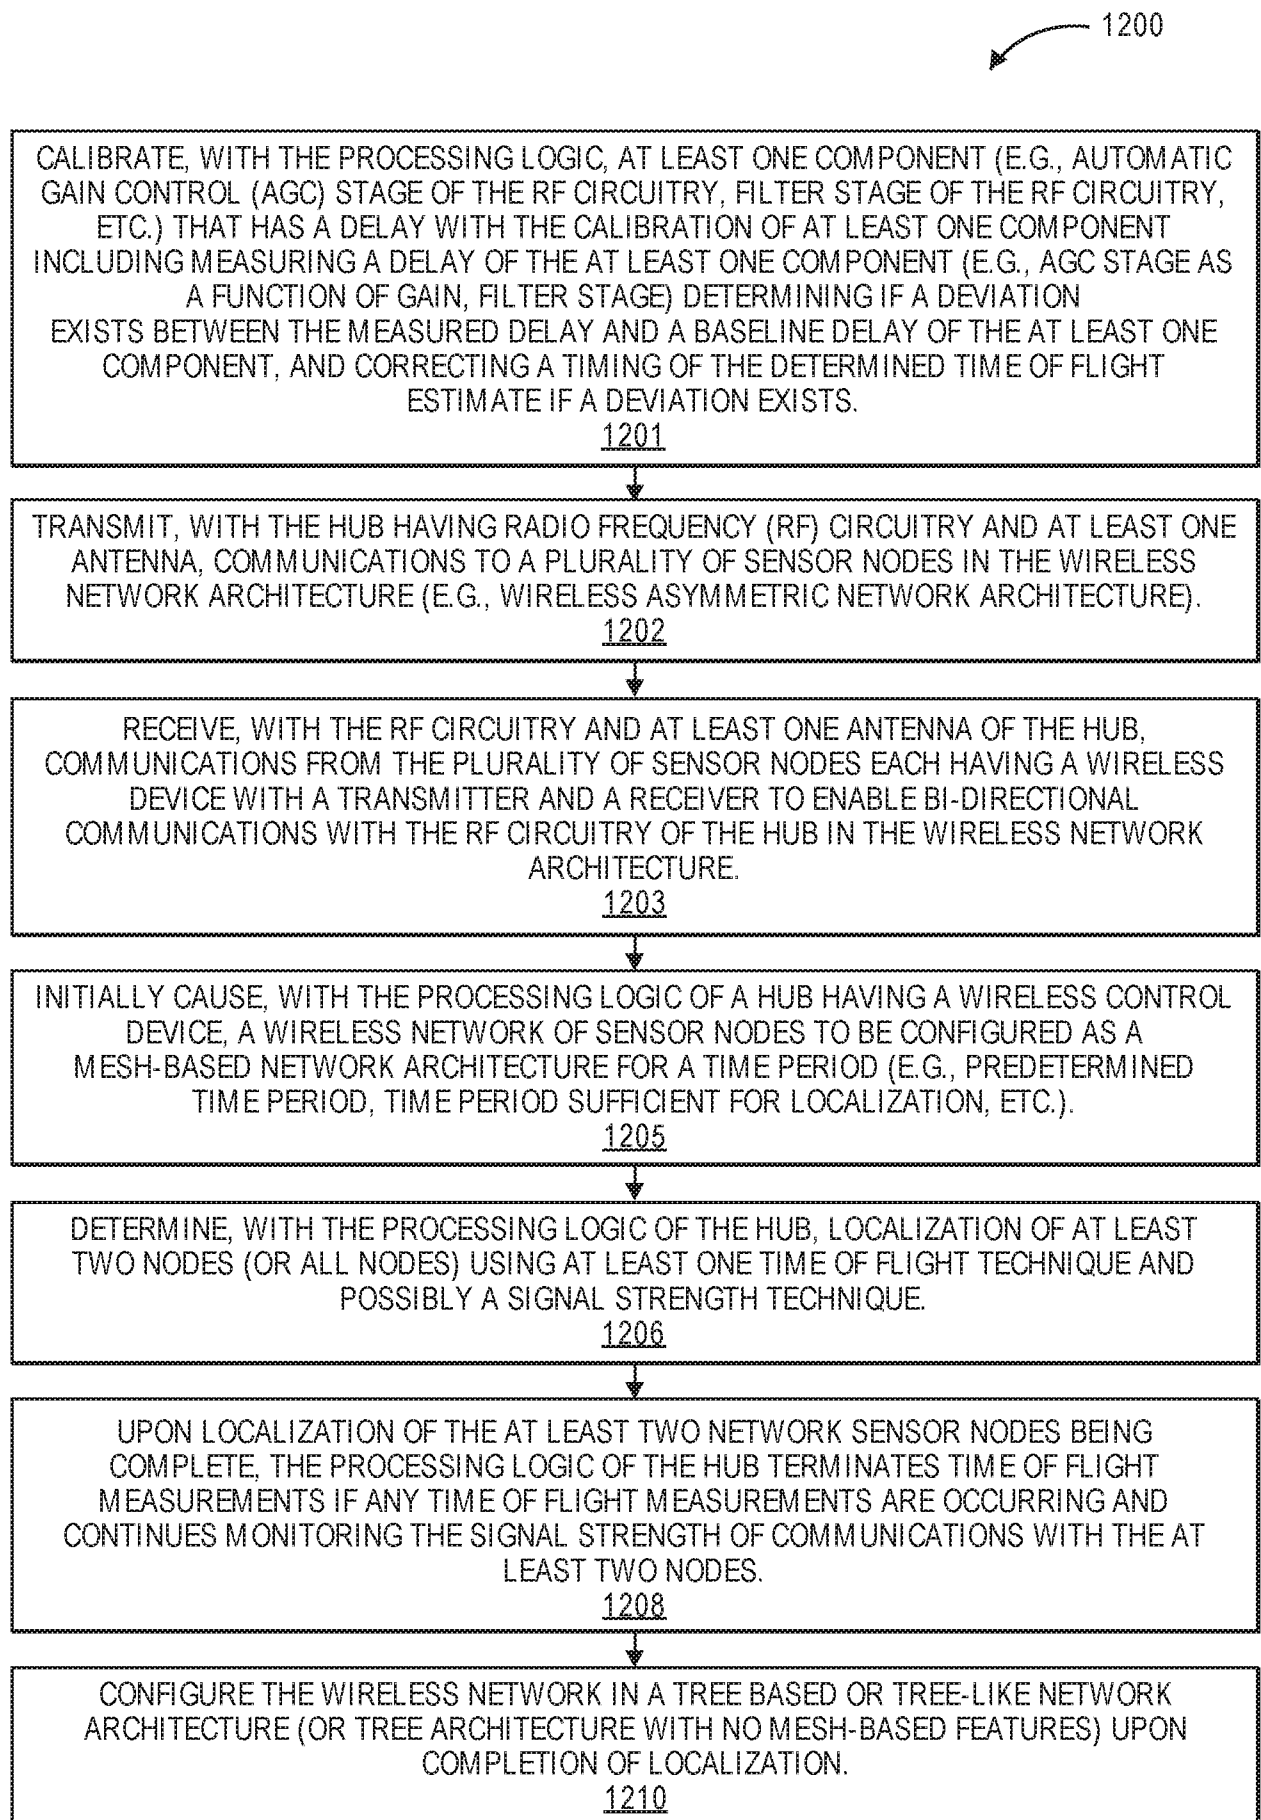 1200
CALIBRATE, WITH THE PROCESSING LOGIC, AT LEAST ONE COMPONENT (E.G., AUTOMATIC
GAIN CONTROL (AGC) STAGE OF THE RF CIRCUITRY, FILTER STAGE OF THE RF CIRCUITRY,
ETC.) THAT HAS A DELAY WITH THE CALIBRATION OF AT LEAST ONE COMPONENT
INCLUDING MEASURING A DELAY OF THE AT LEAST ONE COMPONENT (E.G., AGC STAGE AS
A FUNCTION OF GAIN, FILTER STAGE) DETERMINING IF A DEVIATION
EXISTS BETWEEN THE MEASURED DELAY AND A BASELINE DELAY OF THE AT LEAST ONE
COMPONENT, AND CORRECTING A TIMING OF THE DETERMINED TIME OF FLIGHT
ESTIMATE IF A DEVIATION EXISTS.
1201
TRANSMIT, WITH THE HUB HAVING RADIO FREQUENCY (RF) CIRCUITRY AND AT LEAST ONE
ANTENNA, COMMUNICATIONS TO A PLURALITY OF SENSOR NODES IN THE WIRELESS
NETWORK ARCHITECTURE (E.G., WIRELESS ASYMMETRIC NETWORK ARCHITECTURE).
1202
RECEIVE, WITH THE RF CIRCUITRY AND AT LEAST ONE ANTENNA OF THE HUB,
COMMUNICATIONS FROM THE PLURALITY OF SENSOR NODES EACH HAVING A WIRELESS
DEVICE WITH A TRANSMITTER AND A RECEIVER TO ENABLE BI-DIRECTIONAL
COMMUNICATIONS WITH THE RF CIRCUITRY OF THE HUB IN THE WIRELESS NETWORK
ARCHITECTURE.
1203
INITIALLY CAUSE, WITH THE PROCESSING LOGIC OF A HUB HAVING A WIRELESS CONTROL
DEVICE, A WIRELESS NETWORK OF SENSOR NODES TO BE CONFIGURED AS A
MESH-BASED NETWORK ARCHITECTURE FOR A TIME PERIOD (E.G., PREDETERMINED
TIME PERIOD, TIME PERIOD SUFFICIENT FOR LOCALIZATION, ETC.).
1205
DETERMINE, WITH THE PROCESSING LOGIC OF THE HUB, LOCALIZATION OF AT LEAST
TWO NODES (OR ALL NODES) USING AT LEAST ONE TIME OF FLIGHT TECHNIQUE AND
POSSIBLY A SIGNAL STRENGTH TECHNIQUE.
1206
UPON LOCALIZATION OF THE AT LEAST TWO NETWORK SENSOR NODES BEING
COMPLETE, THE PROCESSING LOGIC OF THE HUB TERMINATES TIME OF FLIGHT
MEASUREMENTS IF ANY TIME OF FLIGHT MEASUREMENTS ARE OCCURRING AND
CONTINUES MONITORING THE SIGNAL STRENGTH OF COMMUNICATIONS WITH THE AT
LEAST TWO NODES.
1208
CONFIGURE THE WIRELESS NETWORK IN A TREE BASED OR TREE-LIKE NETWORK
ARCHITECTURE (OR TREE ARCHITECTURE WITH NO MESH-BASED FEATURES) UPON
COMPLETION OF LOCALIZATION.
1210